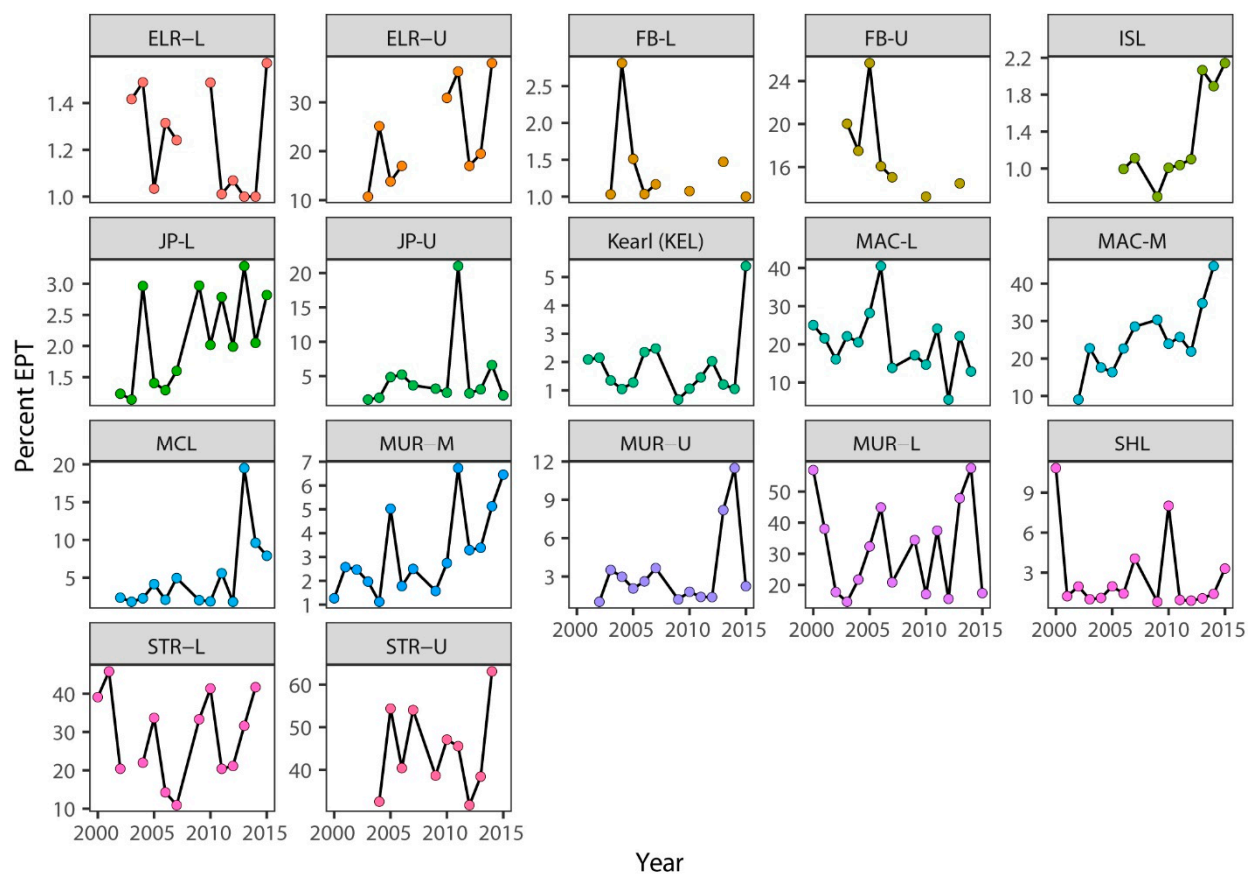 ELR–L
ELR–U
FB-L
FB-U
ISL
1.4
1.2
1.0
30
20
10
2.5
2.0
1.5
1.0
24
20
16
2.2
1.8
1.4
1.0
JP-L
JP-U
Kearl (KEL)
MAC-L
MAC-M
3.0
2.5
2.0
1.5
20
15
10
5
5
4
3
2
1
40
30
20
10
40
30
20
10
Percent EPT
MCL
MUR–M
MUR–U
MUR–L
SHL
20
15
10
5
7
6
5
4
3
2
1
12
9
6
3
50
40
30
20
9
6
3
2000 2005 2010 2015
2000 2005 2010 2015
2000 2005 2010 2015
STR–L
STR–U
40
30
20
10
60
50
40
2000 2005 2010 2015
2000 2005 2010 2015
Year